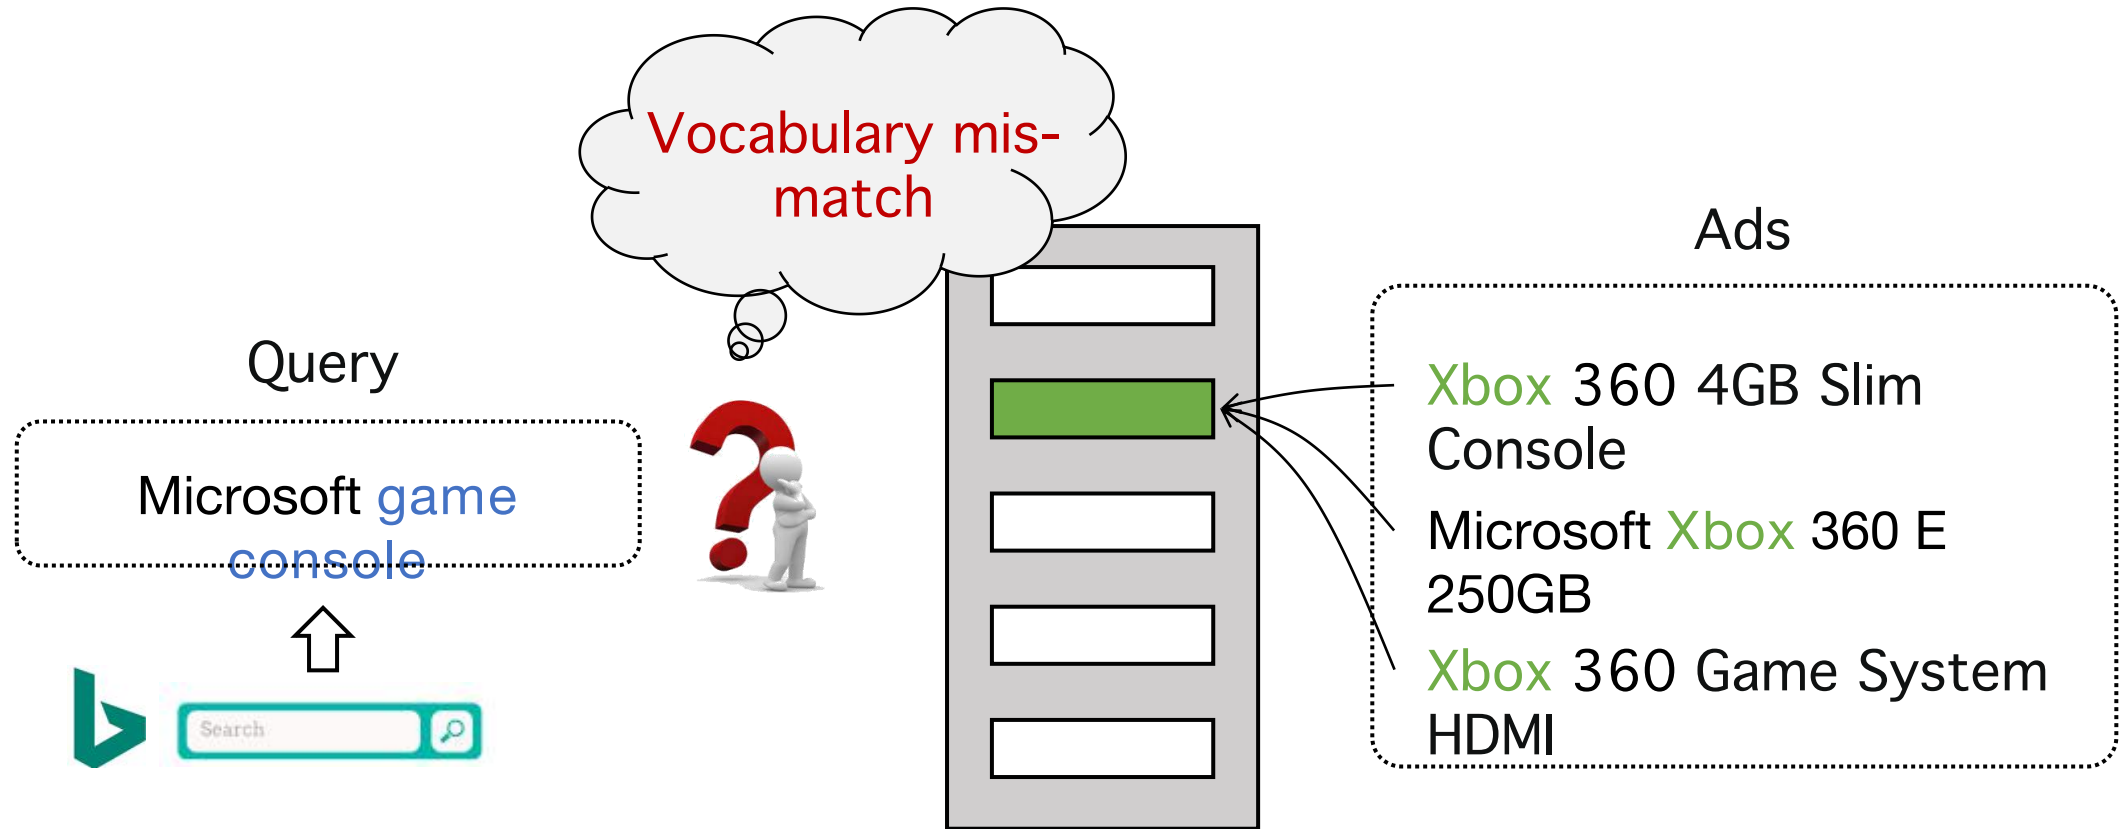 Vocabulary mis-
match
Query
Microsoft game
console
Search
Ads
Xbox 360 4GB Slim
Console
Microsoft Xbox 360 E
250GB
Xbox 360 Game System
HDMI